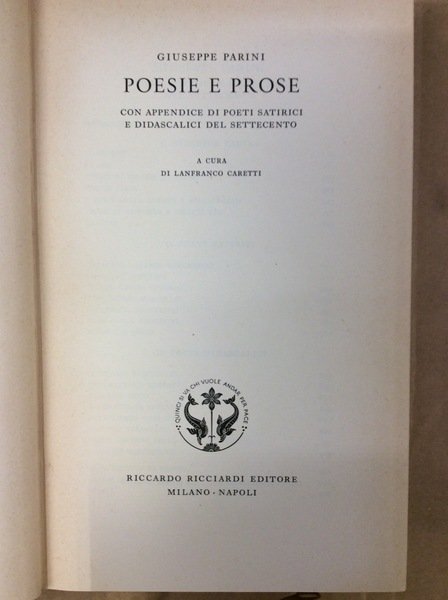 GIUSEPPE PARINI
POESIE E PROSE
CON APPENDICE DI POETI SATIRICI
E DIDASCALICI DEL SETTECENTO
A CURA
DI LANFRANCO CARETTI
QUINCI SI VA CHI VUOLE ANDAR PER PACE
RICCARDO RICCIARDI EDITORE
MILANO · NAPOLI